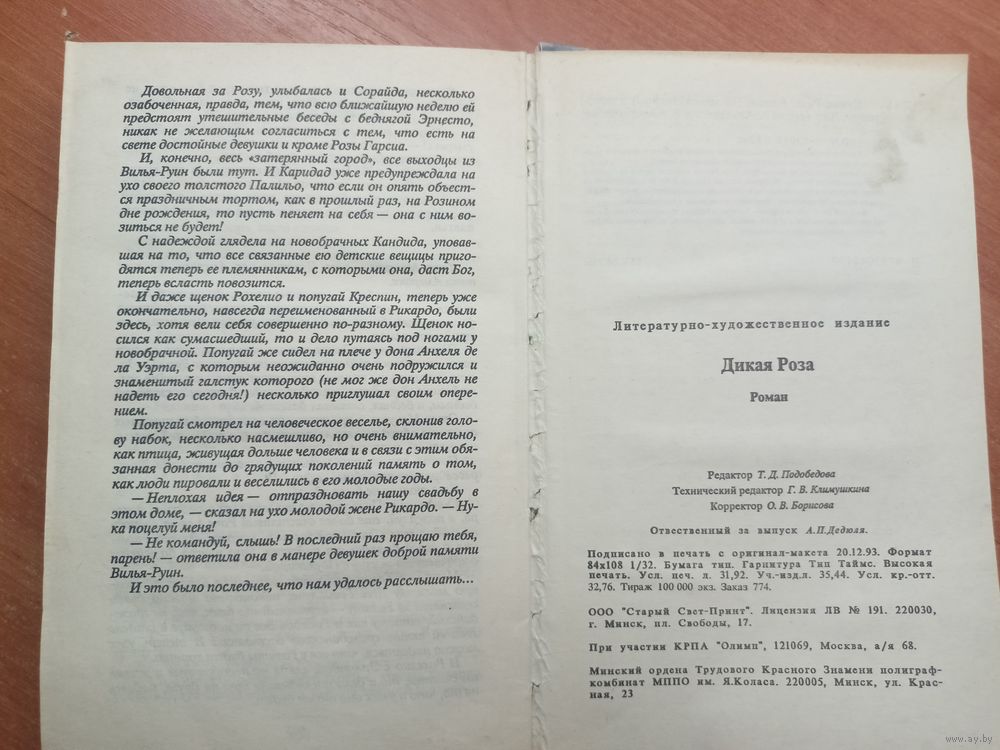 Довольная за Розу, улыбалась и Сорайда, несколько
озабоченная, правда, тем, что всю ближайшую неделю ей
предстоят утешительные беседы с беднягой Эрнесто,
никак не желающим согласиться с тем, что есть на
свете достойные девушки и кроме Розы Гарсиа.
И, конечно, весь «затерянный город», все выходцы из
Вилья-Руин были тут. И Каридад уже предупреждала на
ухо своего толстого Палильо, что если он опять объест-
ся праздничным тортом, как в прошлый раз, на Розином
дне рождения, то пусть пеняет на себя — она с ним во-
зиться не будет!
С надеждой глядела на новобрачных Кандида, уповав-
шая на то, что все связанные ею детские вещицы приго-
дятся теперь ее племянникам, с которыми она, даст Бог,
теперь всласть повозится.
И даже щенок Рохелио и попугай Креспин, теперь уже
окончательно, навсегда переименованный в Рикардо, были
здесь, хотя вели себя совершенно по-разному. Щенок но-
сился как сумасшедший, то и дело путаясь под ногами у
новобрачной. Попугай же сидел на плече у дона Анхеля де
ла Уэрта, с которым неожиданно очень подружился и
знаменитый галстук которого (не мог же дон Анхель не
надеть его сегодня!) несколько приглушал своим опере-
нием.
Попугай смотрел на человеческое веселье, склонив голо-
ву набок, несколько насмешливо, но очень внимательно,
как птица, живущая дольше человека и в связи с этим обя-
занная донести до грядущих поколений память о том,
как люди пировали и веселились в его молодые годы.
— Неплохая идея — отпраздновать нашу свадьбу в
этом доме, — сказал на ухо молодой жене Рикардо. — Ну-
ка поцелуй меня!
— Не командуй, слышь! В последний раз прощаю тебя,
парень! — ответила она в манере девушек доброй памяти
Вилья-Руин.
И это было последнее, что нам удалось расслышать...
Литературно-художественное издание
Дикая Роза
Роман
Редактор Т. Д. Подобедова
Технический редактор Г. В. Климушкина
Корректор О. В. Борисова
Отвественный за выпуск А.П.Дедюля.
Подписано в печать с оригинал-макета 20.12.93. Формат
84х108 1/32. Бумага тип. Гарнитура Тип Таймс. Высокая
печать. Усл. печ. л. 31,92. Уч.-изд.л. 35,44. Усл. кр.-отт.
32,76. Тираж 100 000 экз. Заказ 774.
ООО "Старый Свет-Принт". Лицензия ЛВ № 191. 220030,
г. Минск, пл. Свободы, 17.
При участии КРПА "Олимп", 121069, Москва, а/я 68.
Минский ордена Трудового Красного Знамени полиграф-
комбинат МППО им. Я.Коласа. 220005, Минск, ул. Крас-
ная, 23
www.ay.by